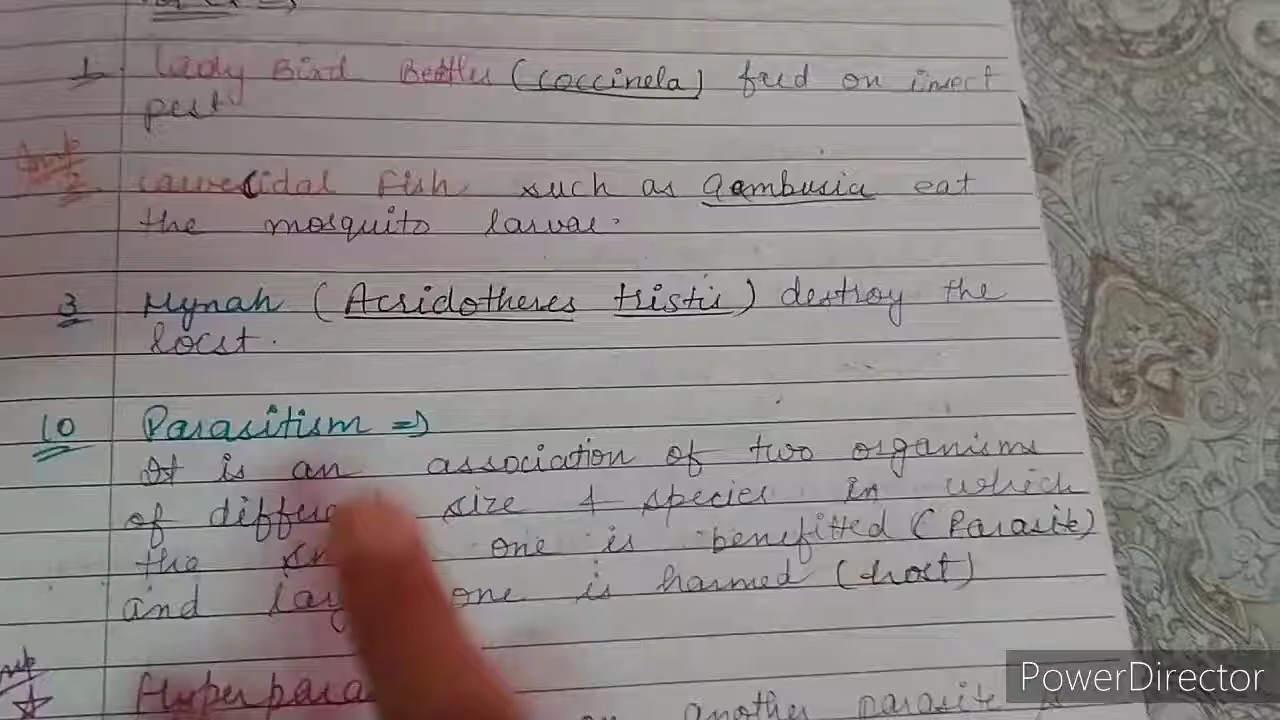 1. Lady Bird Beetles (Coccinela) feed on insect
pest
Imp
2 Larvicidal Fish such as Gambusia eat
the mosquito larvae.
3 Mynah (Acridotheres tristis) destroy the
locst.
10 Parasitism ⇒
It is an association of two organisms
of size & species in which
the one is benefitted (Parasite)
and one is harmed (host)
Imp
☆ another parasite
PowerDirector